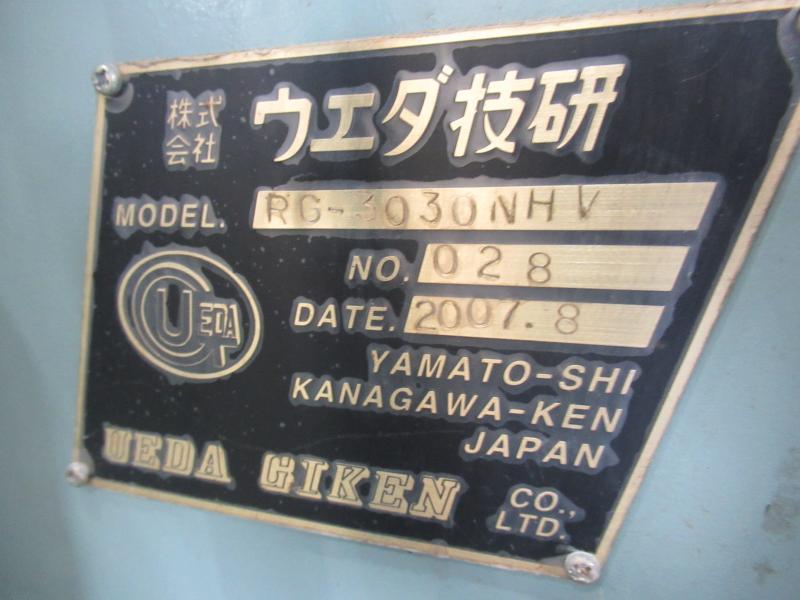 株式会社 ウエダ技研
MODEL. RG-3030NHV
NO. 028
DATE. 2007.8
UEDA
YAMATO-SHI
KANAGAWA-KEN
JAPAN
UEDA GIKEN CO., LTD.